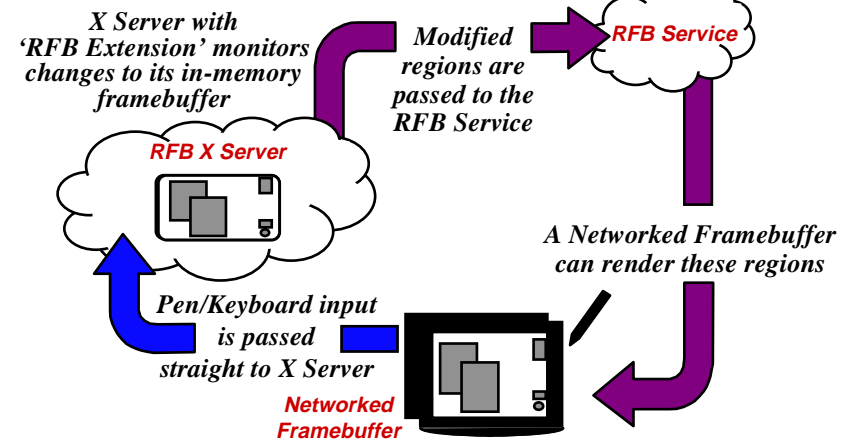 X Server with
‘RFB Extension’ monitors
changes to its in-memory
framebuffer
Modified
regions are
passed to the
RFB Service
RFB Service
RFB X Server
A Networked Framebuffer
can render these regions
Pen/Keyboard input
is passed
straight to X Server
Networked
Framebuffer